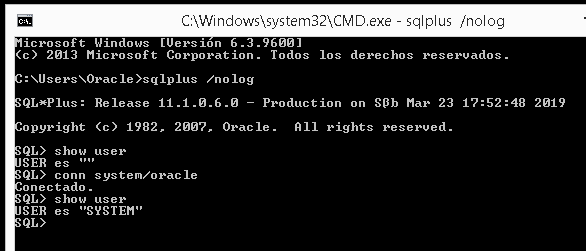 C:\Windows\system32\CMD.exe - sqlplus /nolog
Microsoft Windows [Versión 6.3.9600]
(c) 2013 Microsoft Corporation. Todos los derechos reservados.
C:\Users\Oracle>sqlplus /nolog
SQL*Plus: Release 11.1.0.6.0 - Production on Sßb Mar 23 17:52:48 2019
Copyright (c) 1982, 2007, Oracle.  All rights reserved.
SQL> show user
USER es ""
SQL> conn system/oracle
Conectado.
SQL> show user
USER es "SYSTEM"
SQL>